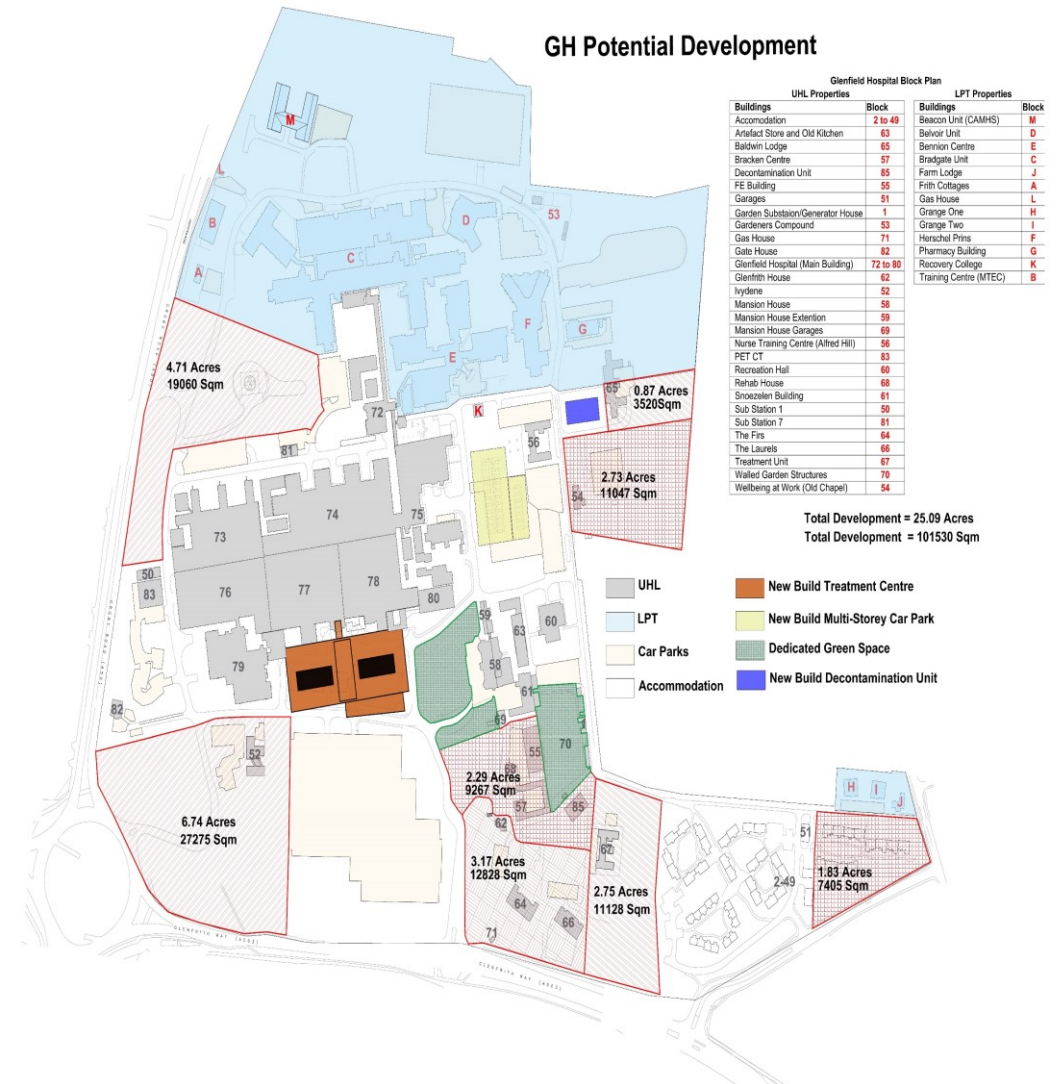 GH Potential Development
Glenfield Hospital Block Plan
UHL Properties
Buildings Block
Accomodation 2 to 49
Artefact Store and Old Kitchen 63
Baldwin Lodge 65
Bracken Centre 57
Decontamination Unit 85
FE Building 55
Garages 51
Garden Substaion/Generator House 1
Gardeners Compound 53
Gas House 71
Gate House 82
Glenfield Hospital (Main Building) 72 to 80
Glenfrith House 62
Ivydene 52
Mansion House 58
Mansion House Extention 59
Mansion House Garages 69
Nurse Training Centre (Alfred Hill) 56
PET CT 83
Recreation Hall 60
Rehab House 68
Snoezelen Building 61
Sub Station 1 50
Sub Station 7 81
The Firs 64
The Laurels 66
Treatment Unit 67
Walled Garden Structures 70
Wellbeing at Work (Old Chapel) 54
LPT Properties
Buildings Block
Beacon Unit (CAMHS) M
Belvoir Unit D
Bennion Centre E
Bradgate Unit C
Farm Lodge J
Frith Cottages A
Gas House L
Grange One H
Grange Two I
Herschel Prins F
Pharmacy Building G
Recovery College K
Training Centre (MTEC) B
Total Development = 25.09 Acres
Total Development = 101530 Sqm
UHL
LPT
Car Parks
Accommodation
New Build Treatment Centre
New Build Multi-Storey Car Park
Dedicated Green Space
New Build Decontamination Unit
M
L
B
A
C
D
53
F
G
E
K
4.71 Acres
19060 Sqm
72
81
65
0.87 Acres
3520Sqm
56
2.73 Acres
11047 Sqm
54
73
74
75
76
77
78
80
50
83
79
82
59
63
60
58
61
69
70
52
6.74 Acres
27275 Sqm
55
68
2.29 Acres
9267 Sqm
57
85
62
3.17 Acres
12828 Sqm
64
66
71
67
2.75 Acres
11128 Sqm
H
I
J
51
2-49
1.83 Acres
7405 Sqm
GLENFRITH WAY (A563)
GLENFRITH WAY (A563)